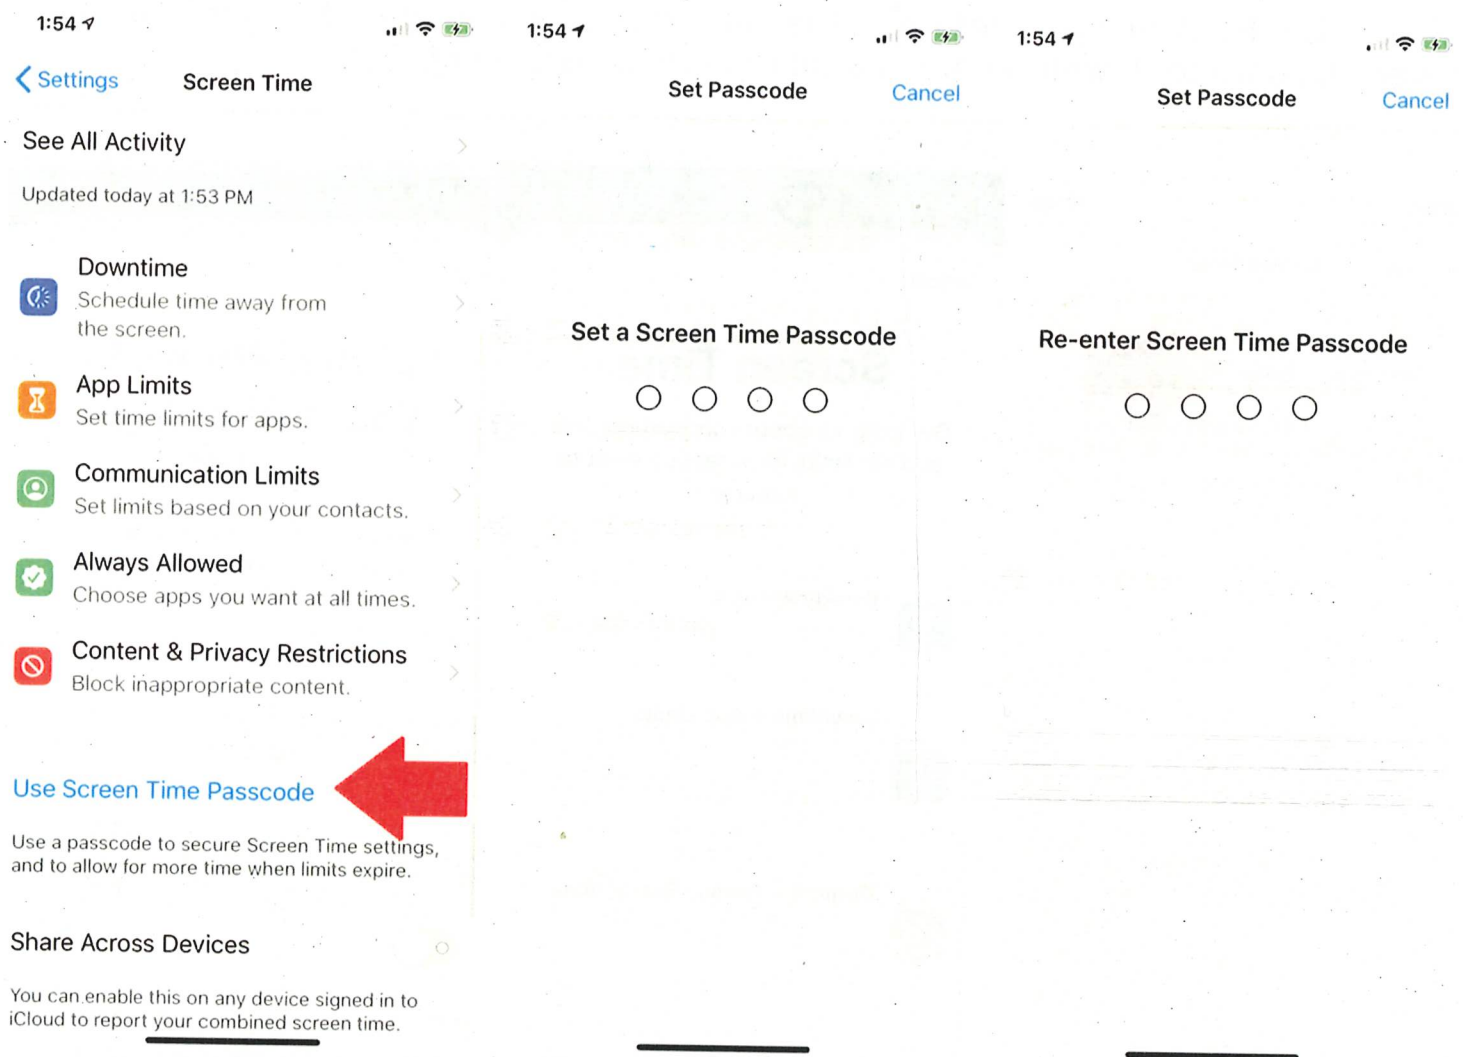 1:54
Settings
Screen Time
See All Activity
Updated today at 1:53 PM
Downtime
Schedule time away from
the screen.
App Limits
Set time limits for apps.
Communication Limits
Set limits based on your contacts.
Always Allowed
Choose apps you want at all times.
Content & Privacy Restrictions
Block inappropriate content.
Use Screen Time Passcode
Use a passcode to secure Screen Time settings,
and to allow for more time when limits expire.
Share Across Devices
You can enable this on any device signed in to
iCloud to report your combined screen time.
1:54
Set Passcode
Cancel
Set a Screen Time Passcode
1:54
Set Passcode
Cancel
Re-enter Screen Time Passcode